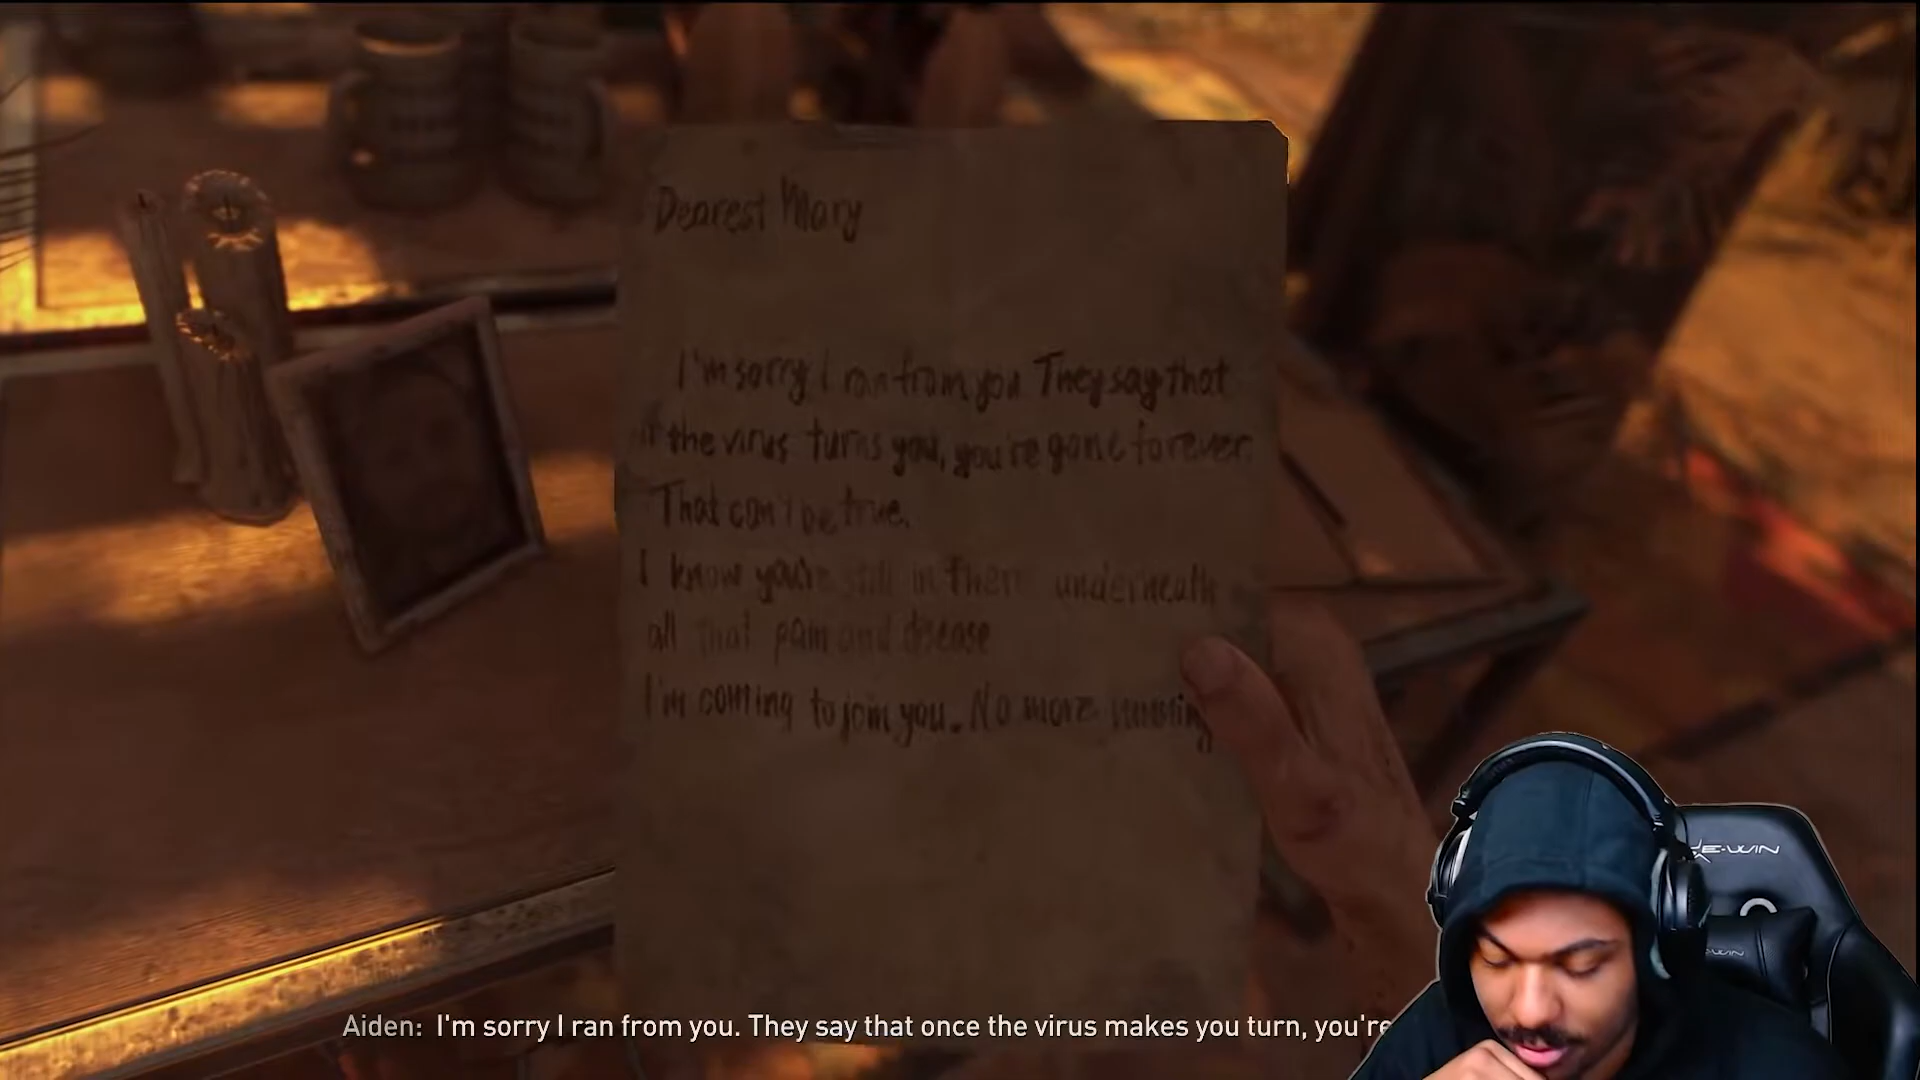 Dearest Mary
I'm sorry I ran from you They say that
if the virus turns you, you're gone forever.
That can't be true.
I know you're still in there underneath
all that pain and disease
I'm coming to join you. No more
Aiden: I'm sorry I ran from you. They say that once the virus makes you turn, you're
E-WIN